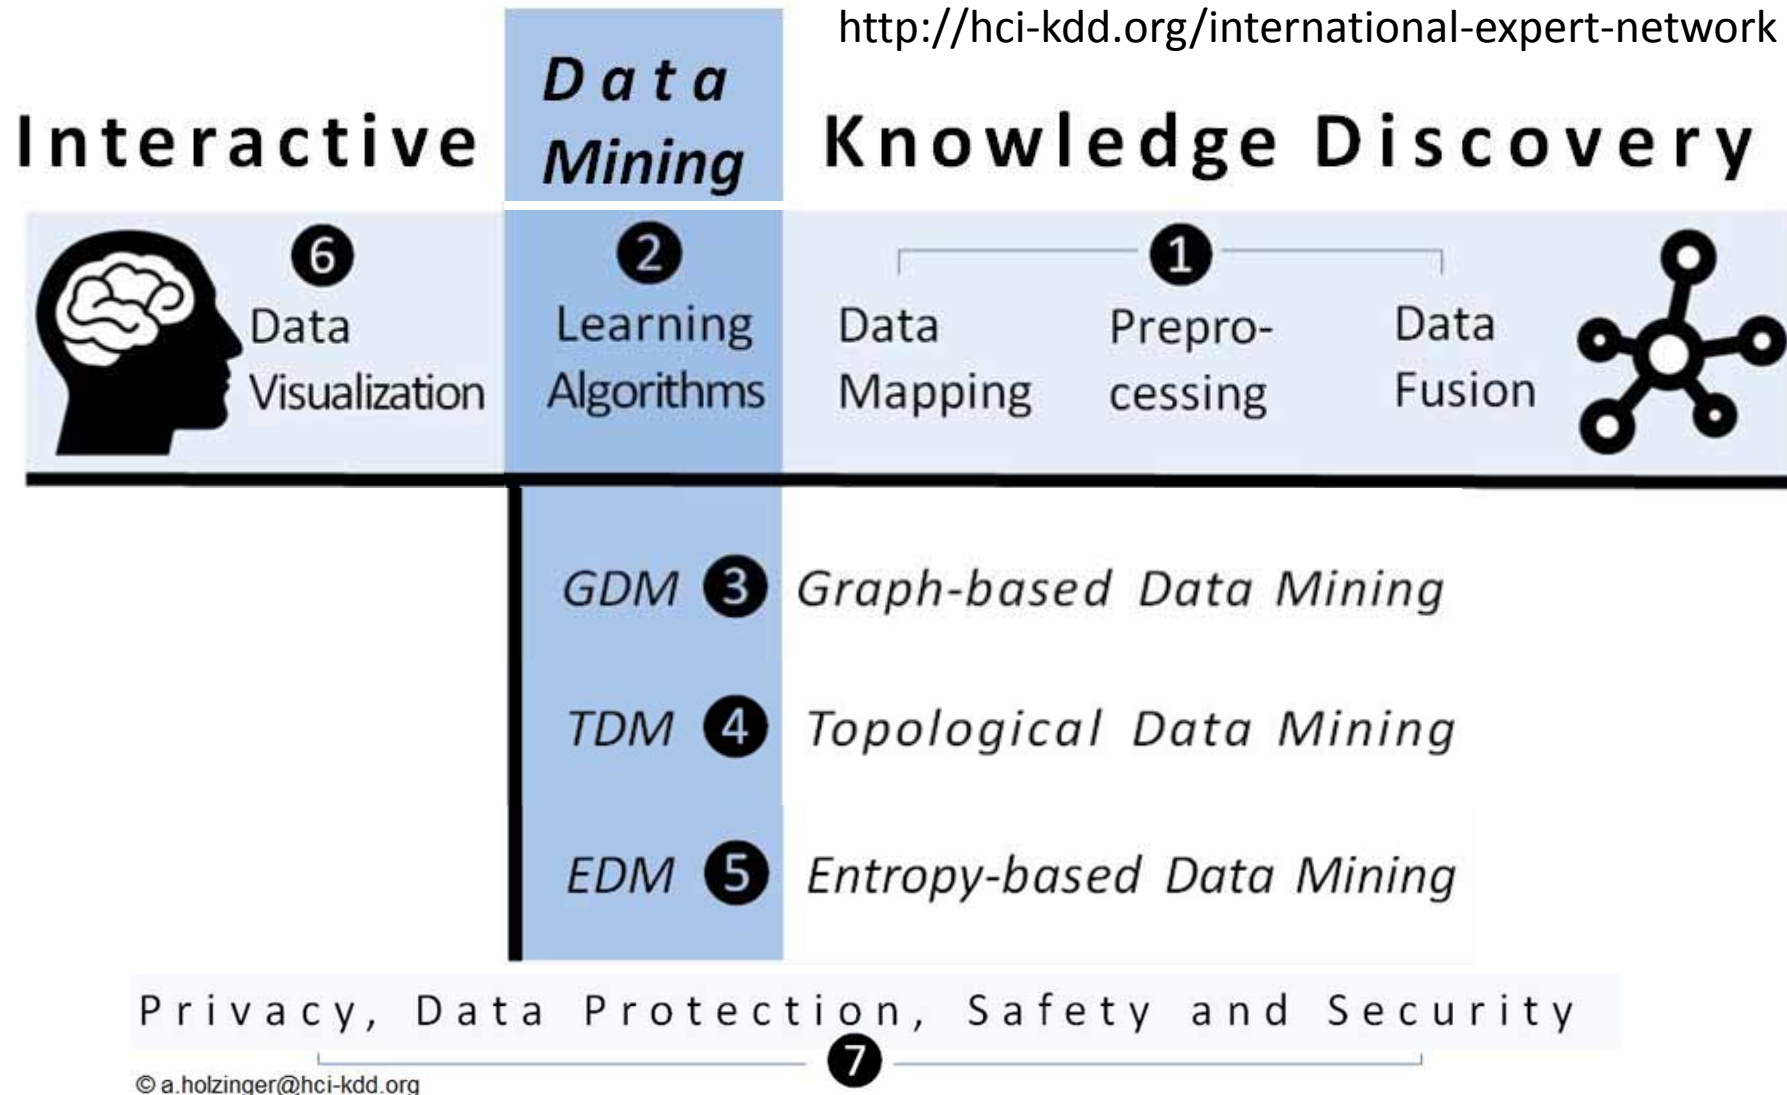 http://hci-kdd.org/international-expert-network
Interactive
Data
Mining
Knowledge Discovery
6
Data
Visualization
2
Learning
Algorithms
1
Data
Mapping
Prepro-
cessing
Data
Fusion
GDM 3 Graph-based Data Mining
TDM 4 Topological Data Mining
EDM 5 Entropy-based Data Mining
Privacy, Data Protection, Safety and Security
7
© a.holzinger@hci-kdd.org